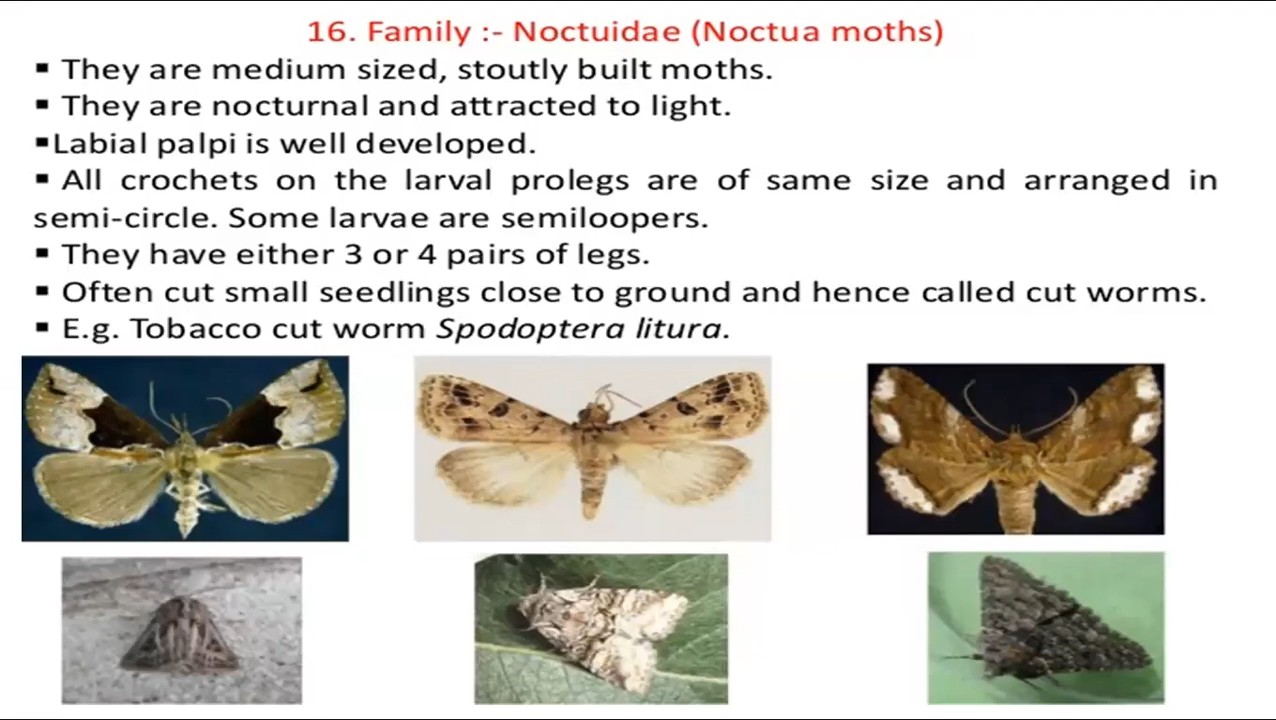 16. Family :- Noctuidae (Noctua moths)
▪ They are medium sized, stoutly built moths.
▪ They are nocturnal and attracted to light.
▪Labial palpi is well developed.
▪ All crochets on the larval prolegs are of same size and arranged in
semi-circle. Some larvae are semiloopers.
▪ They have either 3 or 4 pairs of legs.
▪ Often cut small seedlings close to ground and hence called cut worms.
▪ E.g. Tobacco cut worm Spodoptera litura.